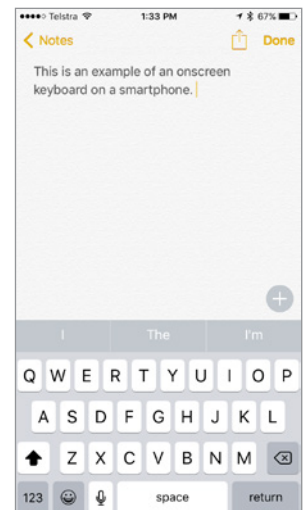 Telstra 1:33 PM 67%
Notes Done
This is an example of an onscreen
keyboard on a smartphone.
I The I'm
Q W E R T Y U I O P
A S D F G H J K L
Z X C V B N M
123 space return